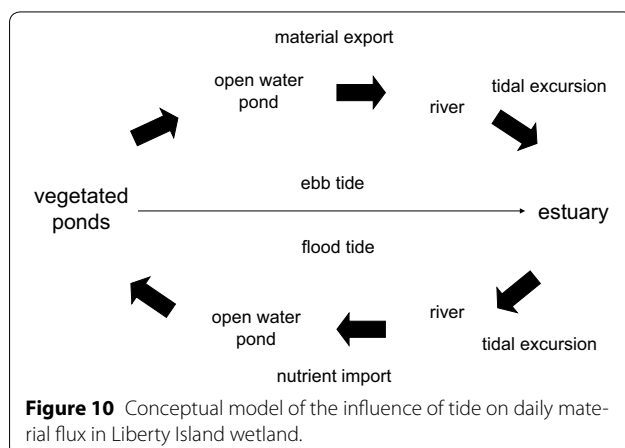 material export
open water
pond
tidal excursion
river
ebb tide
vegetated
ponds
estuary
flood tide
open water
pond
river
tidal excursion
nutrient import
Figure 10 Conceptual model of the influence of tide on daily mate-
rial flux in Liberty Island wetland.